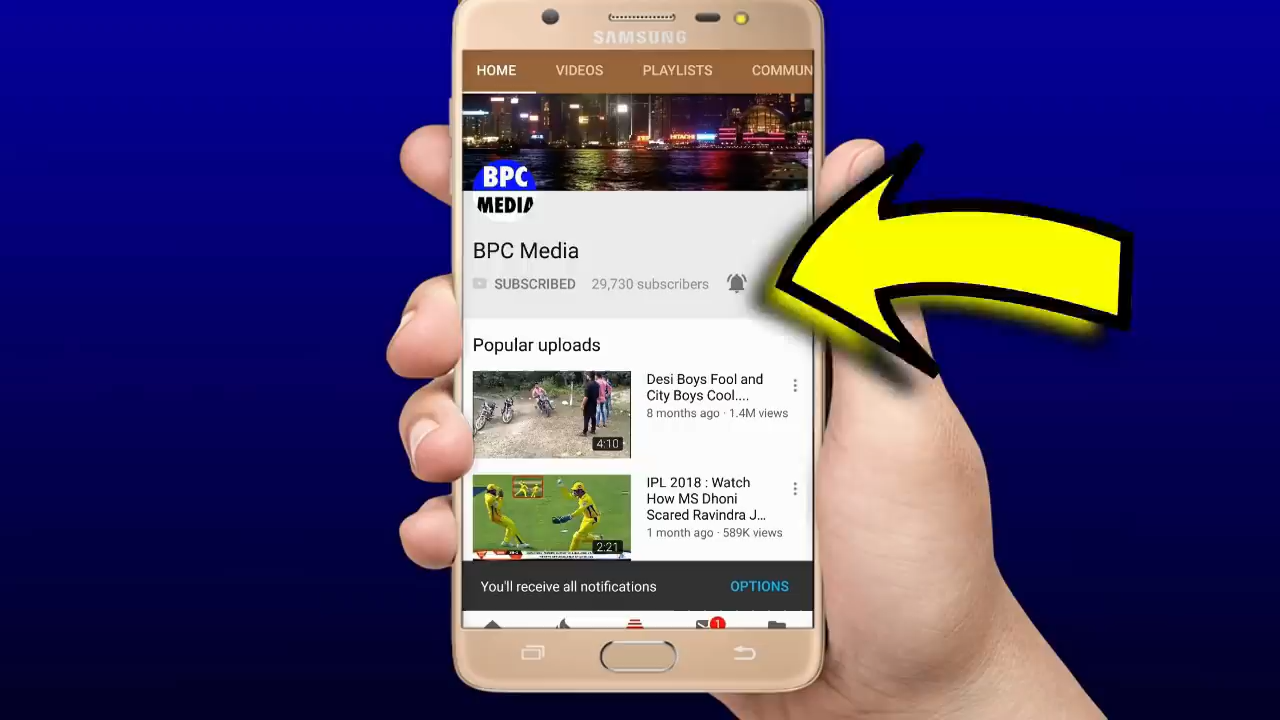 SAMSUNG
HOME VIDEOS PLAYLISTS COMMUN
HITACHI
BPC
MEDIA
BPC Media
SUBSCRIBED 29,730 subscribers
Popular uploads
Desi Boys Fool and
City Boys Cool....
8 months ago · 1.4M views
4:10
IPL 2018 : Watch
How MS Dhoni
Scared Ravindra J...
1 month ago · 589K views
2:21
You'll receive all notifications OPTIONS
1